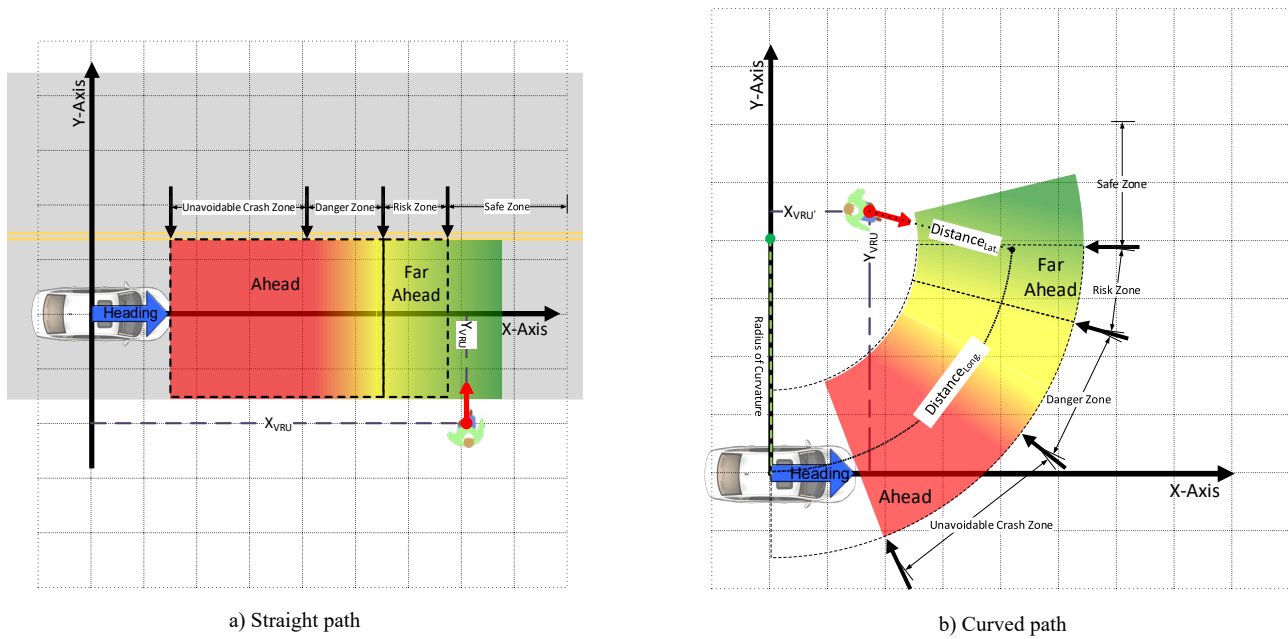 Y-Axis
Unavoidable Crash Zone
Danger Zone
Risk Zone
Safe Zone
Ahead
Far
Ahead
Heading
X-Axis
YVRU
XVRU
a) Straight path
Y-Axis
Safe Zone
XVRU'
YVRU
DistanceLat.
Far
Ahead
Risk Zone
Radius of Curvature
DistanceLong.
Danger Zone
Heading
X-Axis
Ahead
Unavoidable Crash Zone
b) Curved path